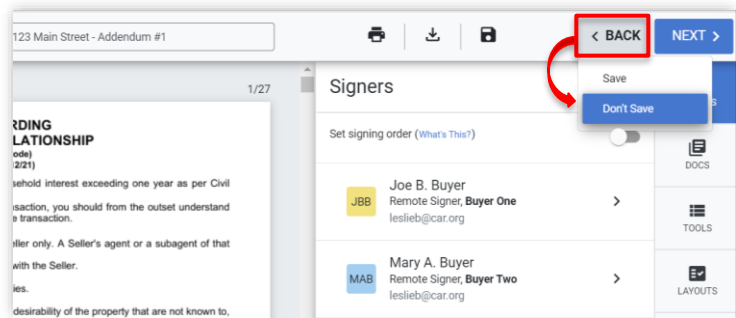 123 Main Street - Addendum #1
BACK
NEXT
Save
Don't Save
1/27
RDING
LATIONSHIP
ode)
2/21)
sehold interest exceeding one year as per Civil
nsaction, you should from the outset understand
e transaction.
eller only. A Seller's agent or a subagent of that
with the Seller.
ies.
desirability of the property that are not known to,
Signers
Set signing order (What's This?)
JBB
Joe B. Buyer
Remote Signer, Buyer One
leslieb@car.org
MAB
Mary A. Buyer
Remote Signer, Buyer Two
leslieb@car.org
S
DOCS
TOOLS
LAYOUTS